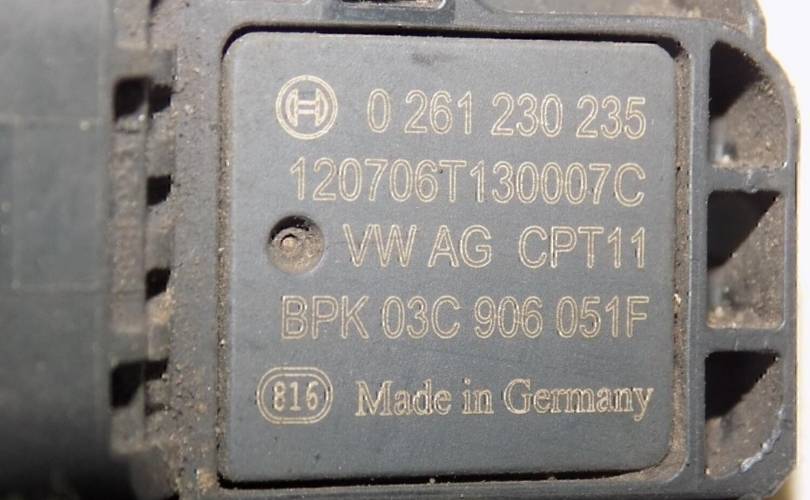 0 261 230 235
120706T130007C
VW AG CPT11
BPK 03C 906 051F
816 Made in Germany